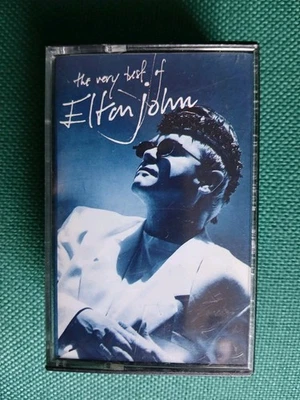 the very best of
Elton john